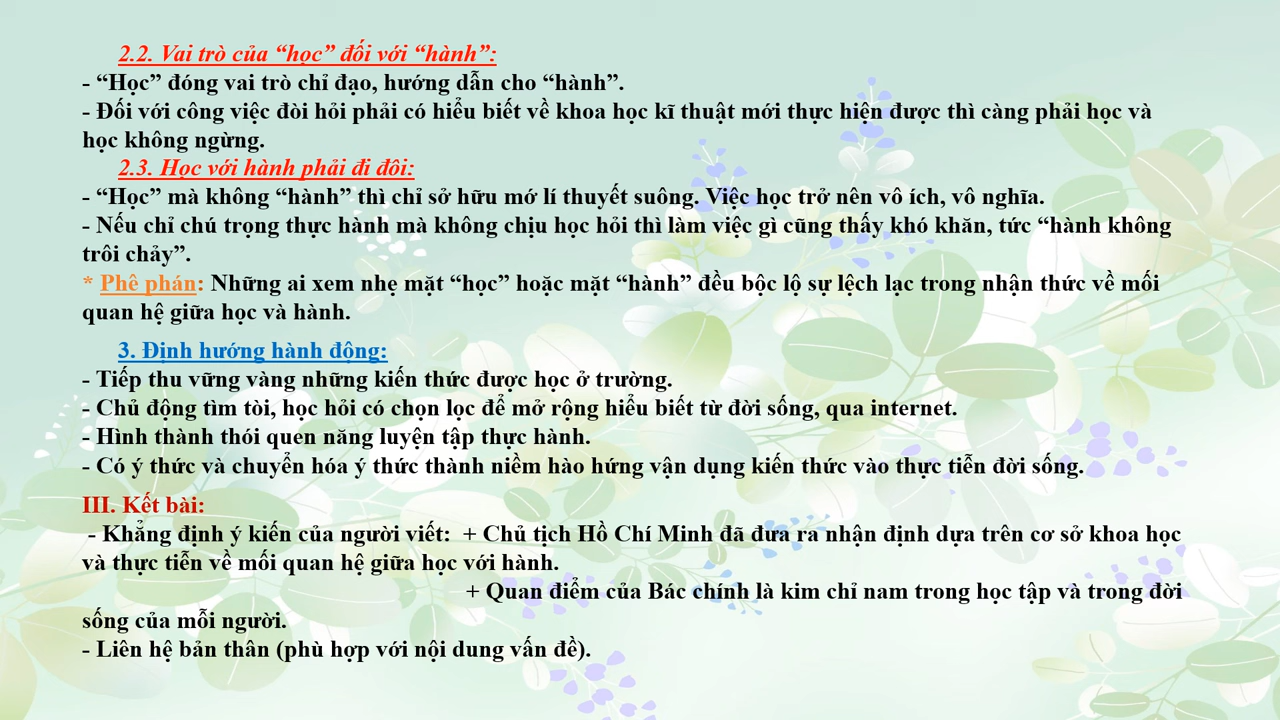 2.2. Vai trò của “học” đối với “hành”:
- “Học” đóng vai trò chỉ đạo, hướng dẫn cho “hành”.
- Đối với công việc đòi hỏi phải có hiểu biết về khoa học kĩ thuật mới thực hiện được thì càng phải học và
học không ngừng.
2.3. Học với hành phải đi đôi:
- “Học” mà không “hành” thì chỉ sở hữu mớ lí thuyết suông. Việc học trở nên vô ích, vô nghĩa.
- Nếu chỉ chú trọng thực hành mà không chịu học hỏi thì làm việc gì cũng thấy khó khăn, tức “hành không
trôi chảy”.
* Phê phán: Những ai xem nhẹ mặt “học” hoặc mặt “hành” đều bộc lộ sự lệch lạc trong nhận thức về mối
quan hệ giữa học và hành.
3. Định hướng hành động:
- Tiếp thu vững vàng những kiến thức được học ở trường.
- Chủ động tìm tòi, học hỏi có chọn lọc để mở rộng hiểu biết từ đời sống, qua internet.
- Hình thành thói quen năng luyện tập thực hành.
- Có ý thức và chuyển hóa ý thức thành niềm hào hứng vận dụng kiến thức vào thực tiễn đời sống.
III. Kết bài:
- Khẳng định ý kiến của người viết: + Chủ tịch Hồ Chí Minh đã đưa ra nhận định dựa trên cơ sở khoa học
và thực tiễn về mối quan hệ giữa học với hành.
+ Quan điểm của Bác chính là kim chỉ nam trong học tập và trong đời
sống của mỗi người.
- Liên hệ bản thân (phù hợp với nội dung vấn đề).